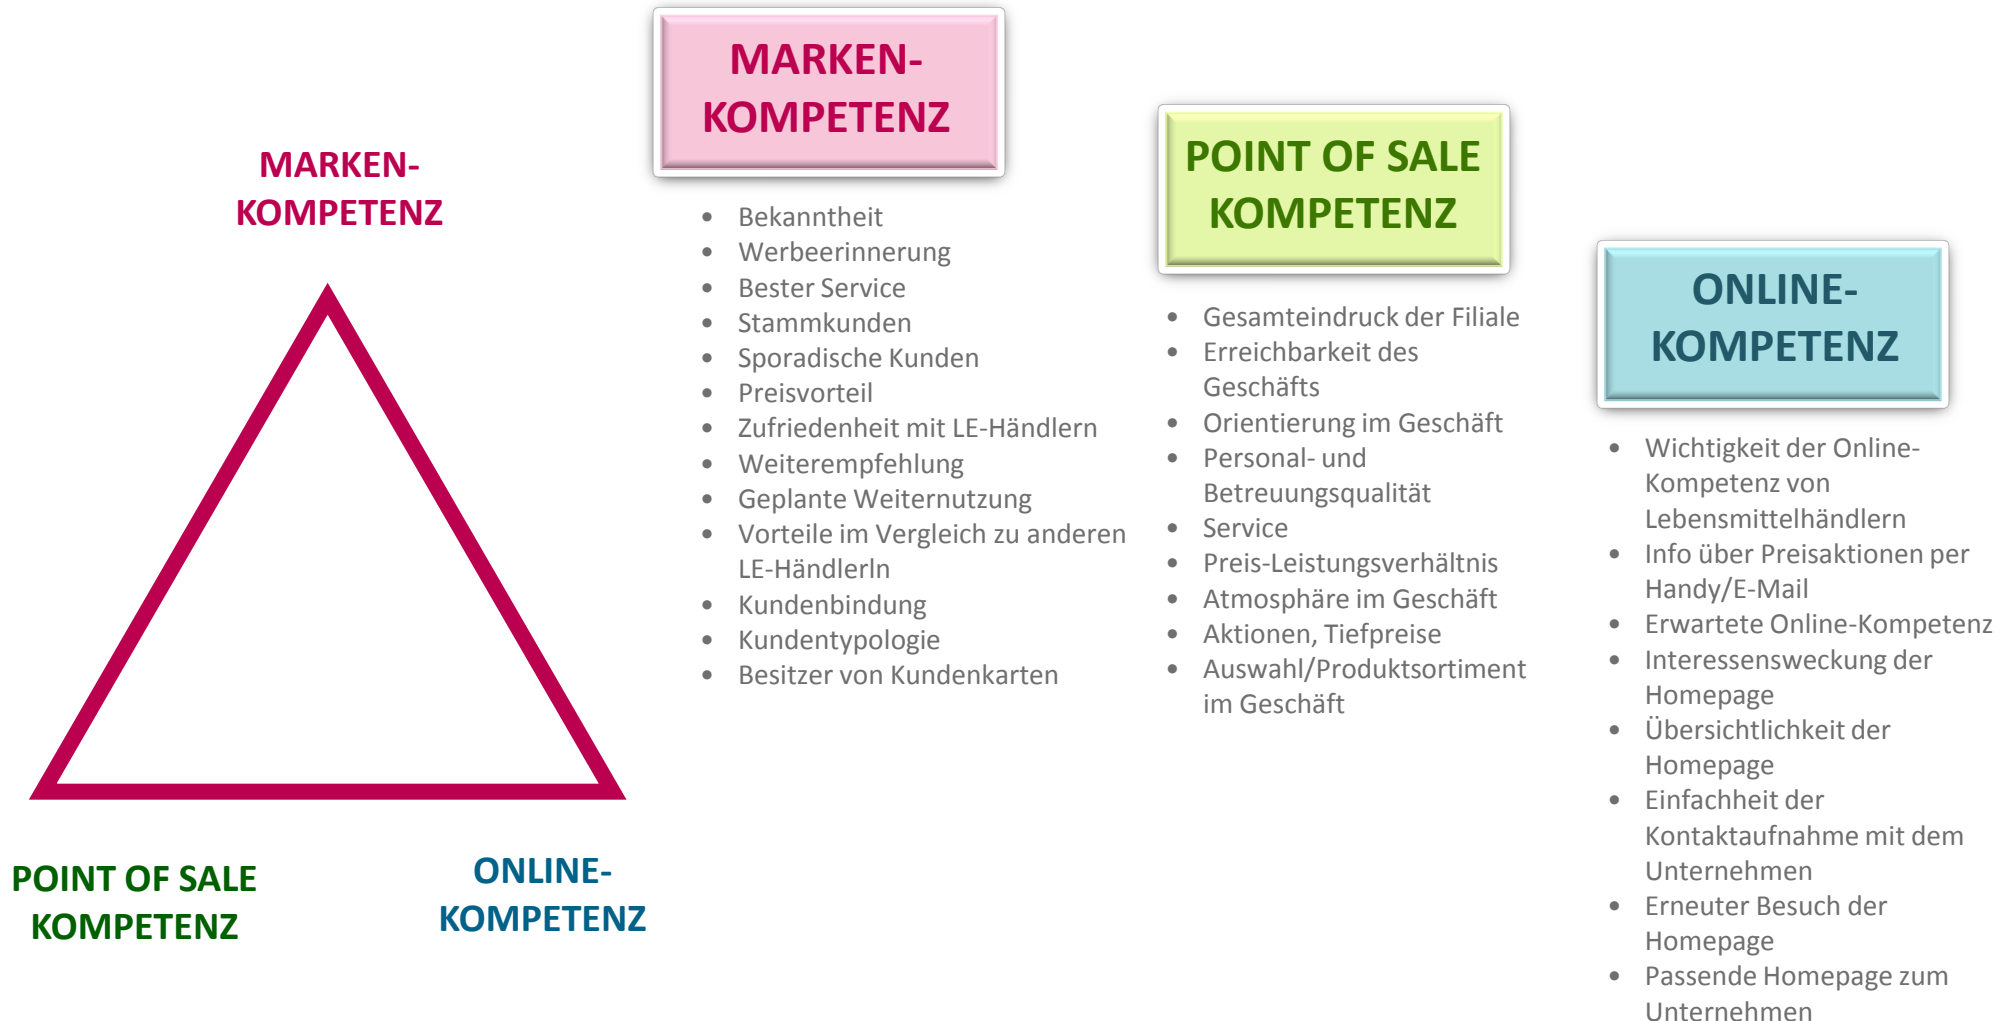 MARKEN-
KOMPETENZ
POINT OF SALE
KOMPETENZ
ONLINE-
KOMPETENZ
MARKEN-
KOMPETENZ
• Bekanntheit
• Werbeerinnerung
• Bester Service
• Stammkunden
• Sporadische Kunden
• Preisvorteil
• Zufriedenheit mit LE-Händlern
• Weiterempfehlung
• Geplante Weiternutzung
• Vorteile im Vergleich zu anderen
LE-Händlerln
• Kundenbindung
• Kundentypologie
• Besitzer von Kundenkarten
POINT OF SALE
KOMPETENZ
• Gesamteindruck der Filiale
• Erreichbarkeit des
Geschäfts
• Orientierung im Geschäft
• Personal- und
Betreuungsqualität
• Service
• Preis-Leistungsverhältnis
• Atmosphäre im Geschäft
• Aktionen, Tiefpreise
• Auswahl/Produktsortiment
im Geschäft
ONLINE-
KOMPETENZ
• Wichtigkeit der Online-
Kompetenz von
Lebensmittelhändlern
• Info über Preisaktionen per
Handy/E-Mail
• Erwartete Online-Kompetenz
• Interessensweckung der
Homepage
• Übersichtlichkeit der
Homepage
• Einfachheit der
Kontaktaufnahme mit dem
Unternehmen
• Erneuter Besuch der
Homepage
• Passende Homepage zum
Unternehmen